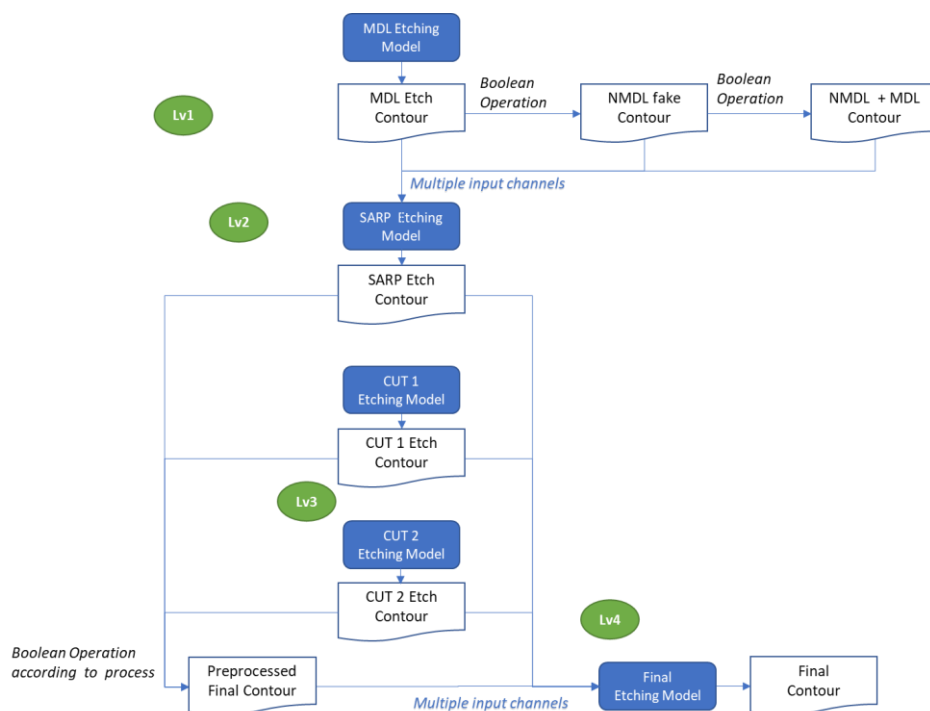 MDL Etching
Model
Boolean
Operation
Boolean
Operation
MDL Etch
Contour
NMDL fake
Contour
NMDL + MDL
Contour
Lv1
Multiple input channels
Lv2
SARP Etching
Model
SARP Etch
Contour
CUT 1
Etching Model
CUT 1 Etch
Contour
Lv3
CUT 2
Etching Model
CUT 2 Etch
Contour
Lv4
Boolean Operation
according to process
Preprocessed
Final Contour
Multiple input channels
Final
Etching Model
Final
Contour